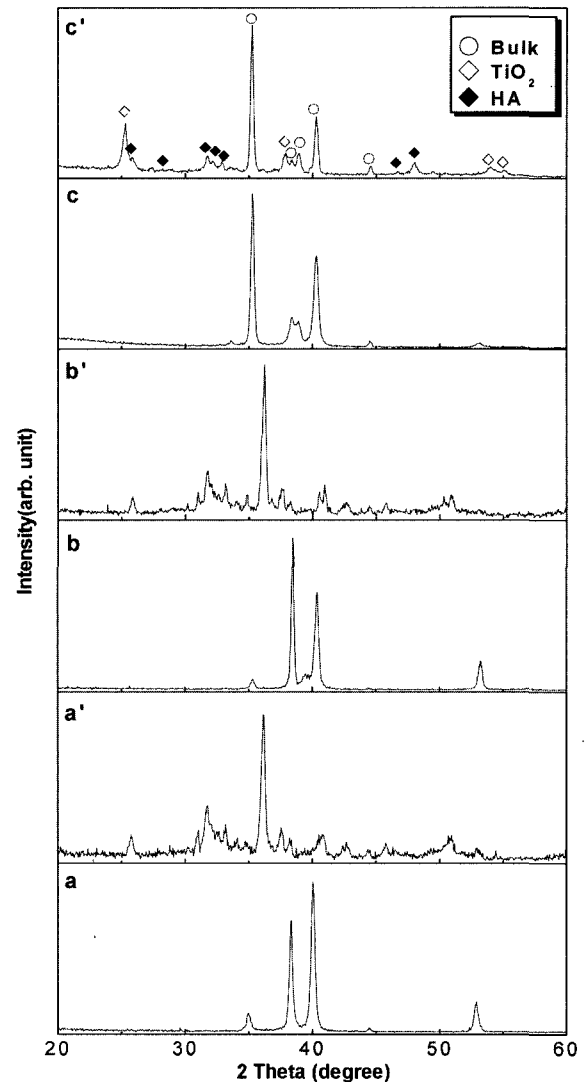 c'
Bulk
TiO2
HA
c
b'
b
a'
a
Intensity(arb. unit)
20 30 40 50 60
2 Theta (degree)